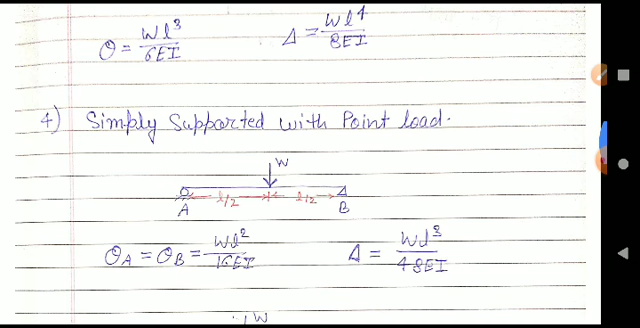 θ = Wl³/6EI    Δ = Wl⁴/8EI
4) Simply Supported with Point load.
W
l/2 l/2
A B
θA = θB = Wl²/16EI    Δ = Wl³/48EI
W